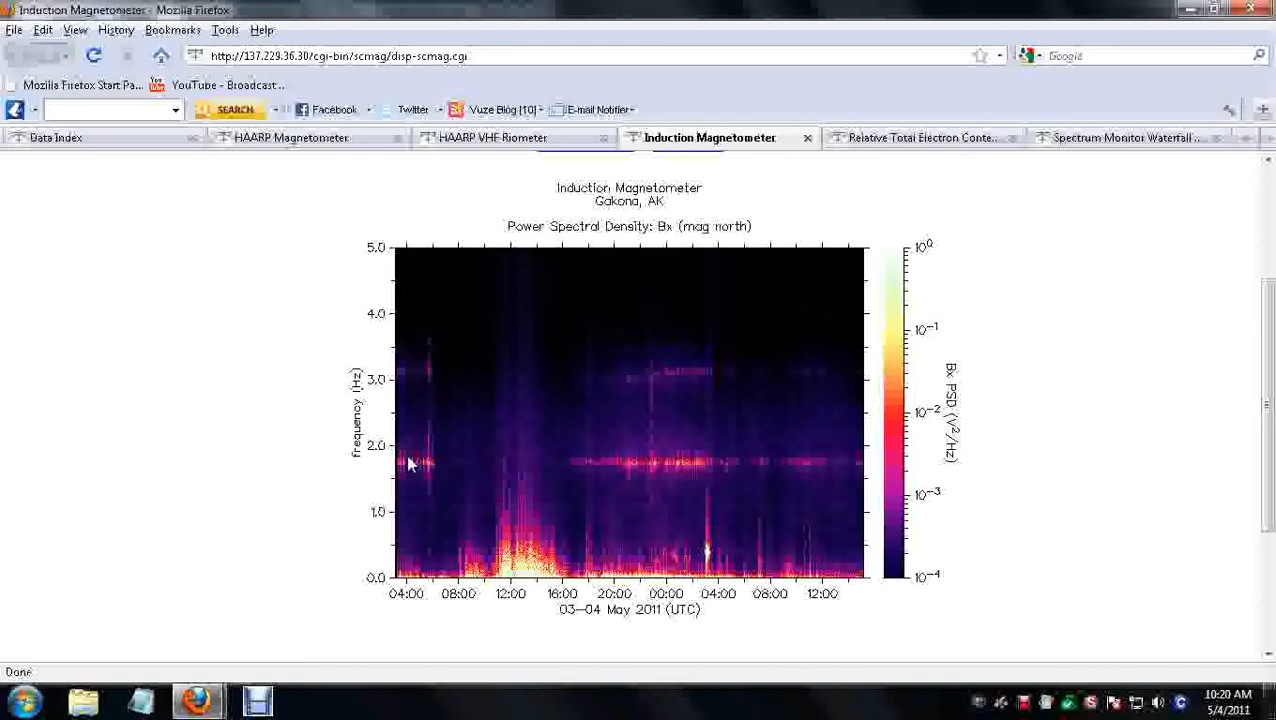 Induction Magnetometer - Mozilla Firefox
File Edit View History Bookmarks Tools Help
http://137.229.36.30/cgi-bin/scmag/disp-scmag.cgi
Google
Mozilla Firefox Start Pa... You Tube YouTube - Broadcast...
SEARCH Facebook Twitter Vuze Blog [10] E-mail Notifier
Data Index HAARP Magnetometer HAARP VHF Riometer Induction Magnetometer Relative Total Electron Conte... Spectrum Monitor Waterfall ...
Induction Magnetometer
Gakona, AK
Power Spectral Density: Bx (mag north)
5.0
4.0
3.0
2.0
1.0
0.0
frequency (Hz)
04:00 08:00 12:00 16:00 20:00 00:00 04:00 08:00 12:00
03–04 May 2011 (UTC)
10^0
10^-1
10^-2
10^-3
10^-4
Bx PSD (V^2/Hz)
Done
10:20 AM
5/4/2011